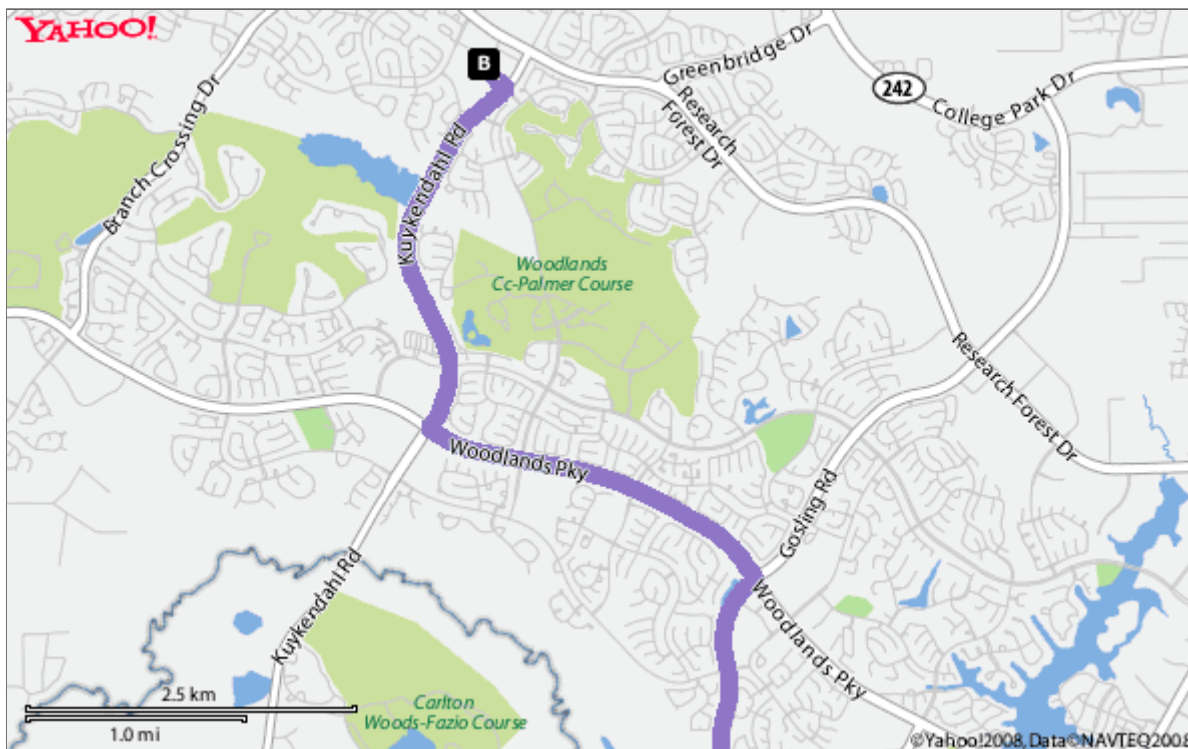 YAHOO!
B
Greenbridge Dr
242
College Park Dr
Research
Forest Dr
Branch Crossing Dr
Kuykendahl Rd
Woodlands
Cc-Palmer Course
Research Forest Dr
Woodlands Pky
Gosling Rd
Kuykendahl Rd
Woodlands Pky
2.5 km
1.0 mi
Carlton
Woods-Fazio Course
©Yahoo!2008,Data©NAVTEQ2008